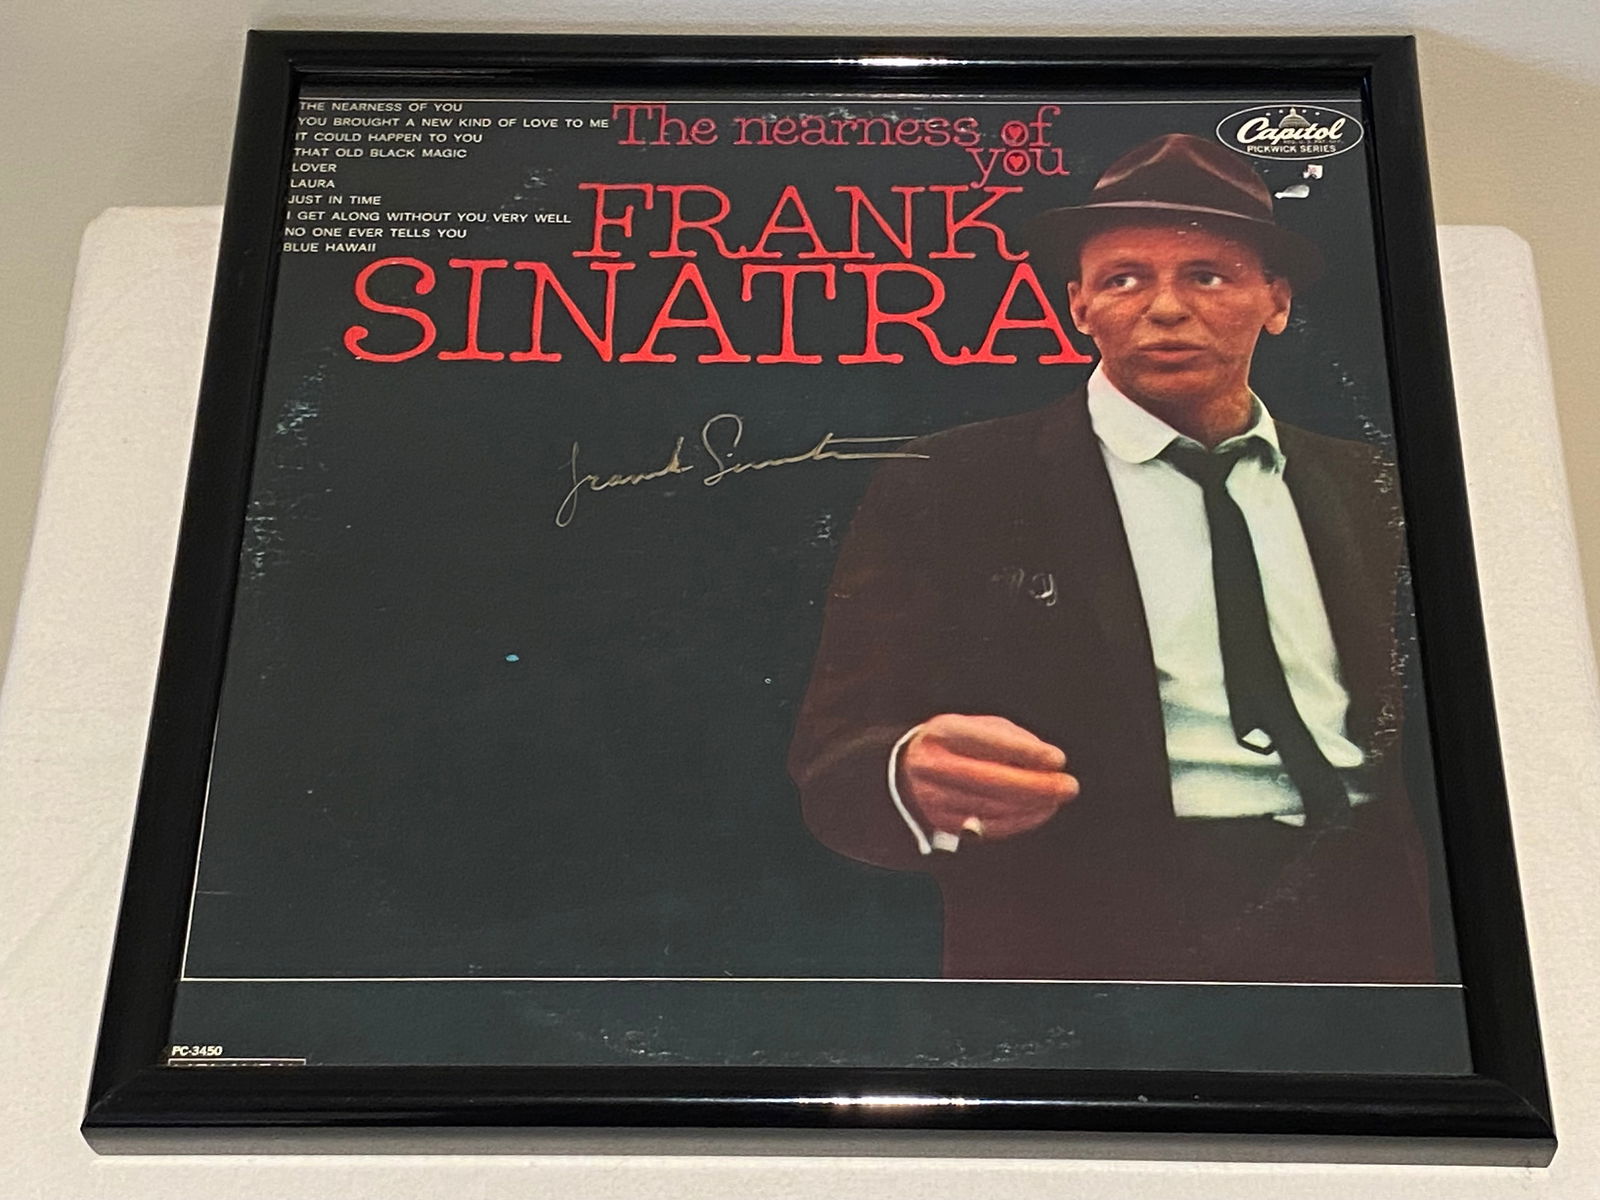 THE NEARNESS OF YOU
YOU BROUGHT A NEW KIND OF LOVE TO ME
IT COULD HAPPEN TO YOU
THAT OLD BLACK MAGIC
LOVER
LAURA
JUST IN TIME
I GET ALONG WITHOUT YOU VERY WELL
NO ONE EVER TELLS YOU
BLUE HAWAII
The nearness of
you
FRANK
SINATRA
Capitol
PICKWICK SERIES
Frank Sinatra
PC-3450